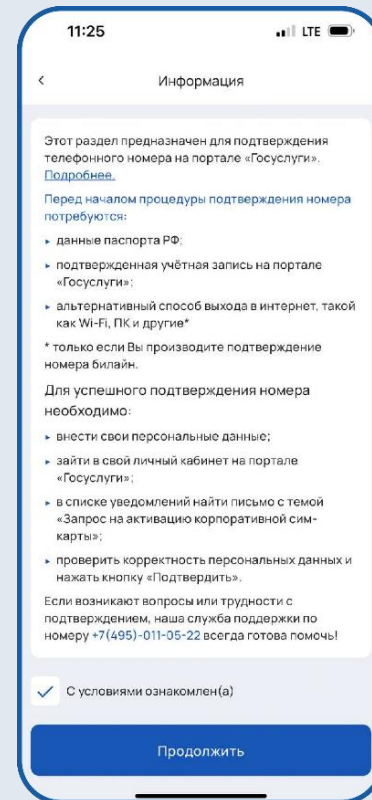 11:25
LTE
Информация
Этот раздел предназначен для подтверждения
телефонного номера на портале «Госуслуги».
Подробнее.
Перед началом процедуры подтверждения номера
потребуются:
данные паспорта РФ;
подтвержденная учётная запись на портале
«Госуслуги»;
альтернативный способ выхода в интернет, такой
как Wi-Fi, ПК и другие*
* только если Вы производите подтверждение
номера билайн.
Для успешного подтверждения номера
необходимо:
внести свои персональные данные;
зайти в свой личный кабинет на портале
«Госуслуги»;
в списке уведомлений найти письмо с темой
«Запрос на активацию корпоративной сим-
карты»;
проверить корректность персональных данных и
нажать кнопку «Подтвердить».
Если возникают вопросы или трудности с
подтверждением, наша служба поддержки по
номеру +7(495)-011-05-22 всегда готова помочь!
С условиями ознакомлен(а)
Продолжить